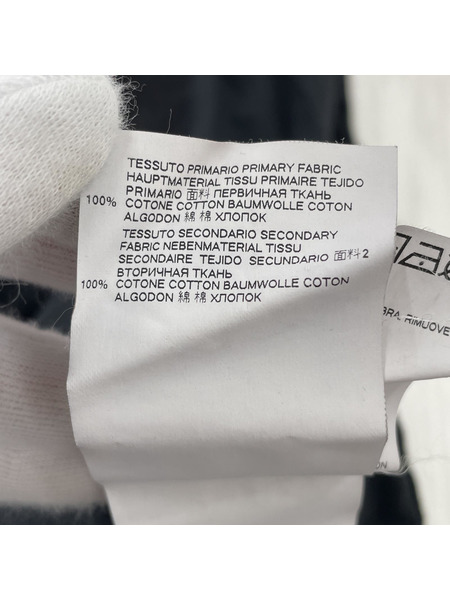 TESSUTO PRIMARIO PRIMARY FABRIC
HAUPTMATERIAL TISSU PRIMAIRE TEJIDO
PRIMARIO 面料 ПЕРВИЧНАЯ ТКАНЬ
100% COTONE COTTON BAUMWOLLE COTON
ALGODON 綿 棉 ХЛОПОК
TESSUTO SECONDARIO SECONDARY
FABRIC NEBENMATERIAL TISSU
SECONDAIRE TEJIDO SECUNDARIO 面料2
ВТОРИЧНАЯ ТКАНЬ
100% COTONE COTTON BAUMWOLLE COTON
ALGODON 綿 棉 ХЛОПОК
RIMUOVE